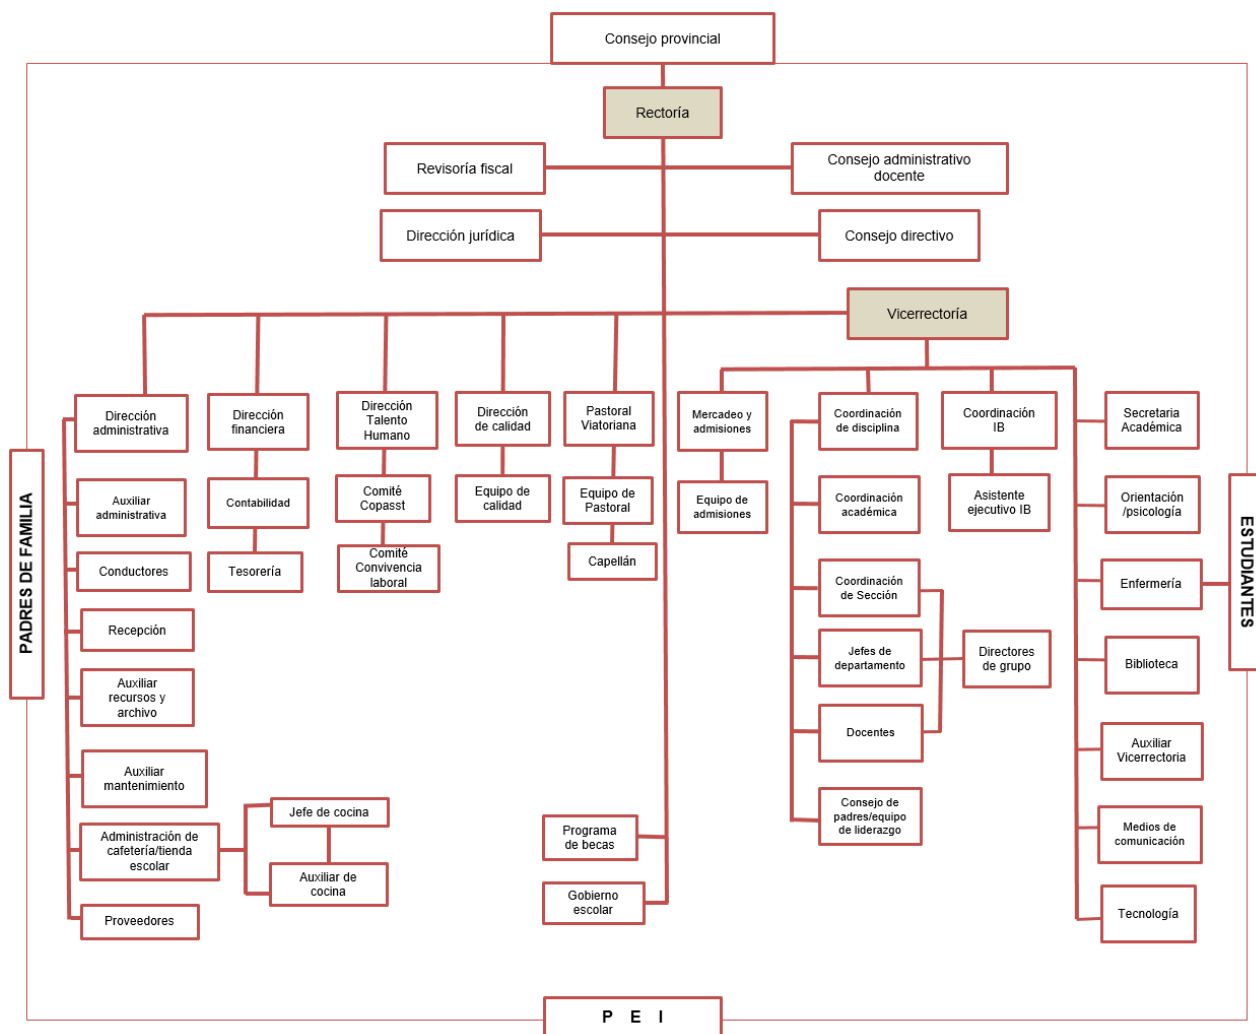 Consejo provincial
Rectoría
Revisoría fiscal
Consejo administrativo
docente
Dirección jurídica
Consejo directivo
Vicerrectoría
Dirección
administrativa
Dirección
financiera
Dirección
Talento
Humano
Dirección
de calidad
Pastoral
Viatoriana
Mercadeo y
admisiones
Coordinación
de disciplina
Coordinación
IB
Secretaria
Académica
Auxiliar
administrativa
Contabilidad
Comité
Copasst
Equipo de
calidad
Equipo de
Pastoral
Equipo de
admisiones
Coordinación
académica
Asistente
ejecutivo IB
Orientación
/psicología
Conductores
Tesorería
Comité
Convivencia
laboral
Capellán
Coordinación
de Sección
Enfermería
PADRES DE FAMILIA
ESTUDIANTES
Recepción
Jefes de
departamento
Directores
de grupo
Biblioteca
Auxiliar
recursos y
archivo
Docentes
Auxiliar
Vicerrectoria
Auxiliar
mantenimiento
Jefe de cocina
Consejo de
padres/equipo
de liderazgo
Administración de
cafetería/tienda
escolar
Programa
de becas
Medios de
comunicación
Auxiliar de
cocina
Gobierno
escolar
Proveedores
Tecnología
P E I